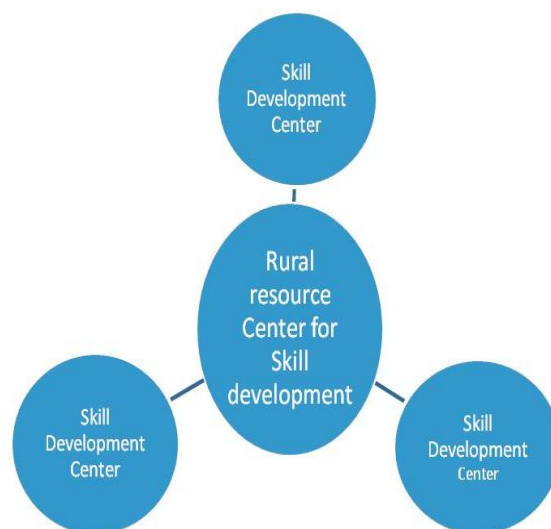 Skill
Development
Center
Rural
resource
Center for
Skill
development
Skill
Development
Center
Skill
Development
Center